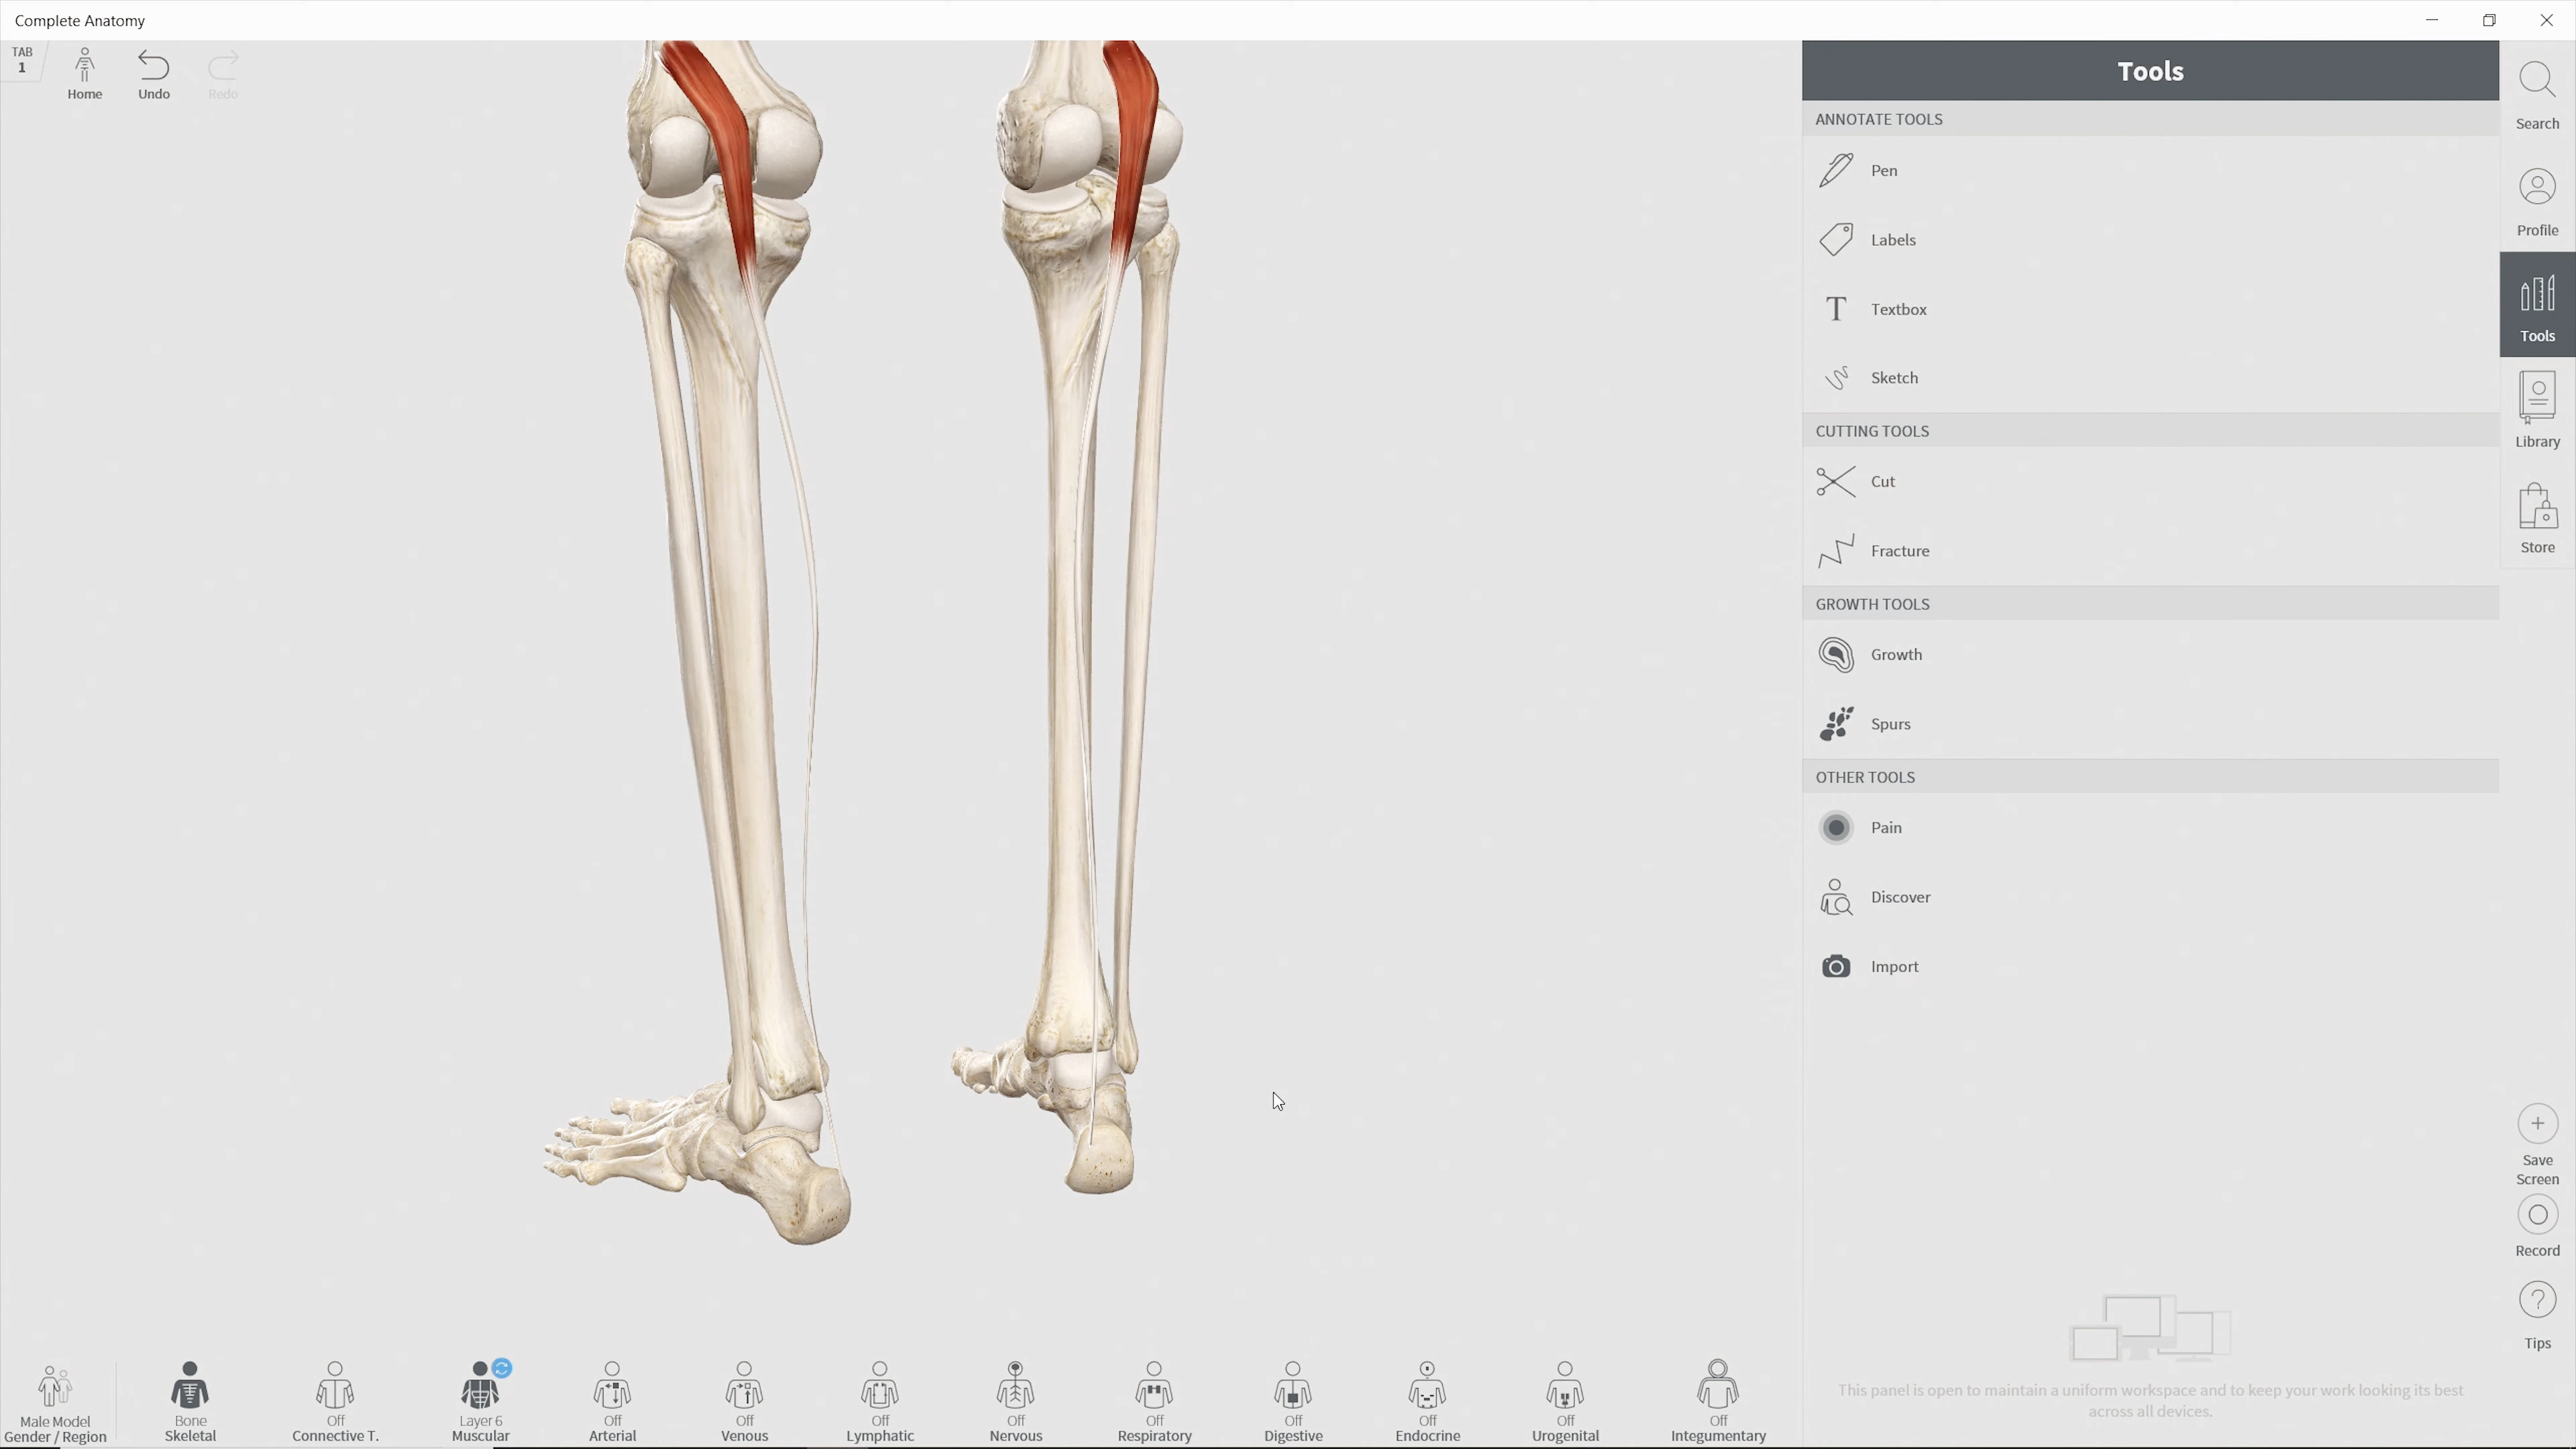 Complete Anatomy
TAB
1
Home
Undo
Redo
Tools
ANNOTATE TOOLS
Pen
Labels
Textbox
Sketch
CUTTING TOOLS
Cut
Fracture
GROWTH TOOLS
Growth
Spurs
OTHER TOOLS
Pain
Discover
Import
This panel is open to maintain a uniform workspace and to keep your work looking its best
across all devices.
Search
Profile
Tools
Library
Store
Save
Screen
Record
Tips
Male Model
Gender / Region
Bone
Skeletal
Off
Connective T.
Layer 6
Muscular
Off
Arterial
Off
Venous
Off
Lymphatic
Off
Nervous
Off
Respiratory
Off
Digestive
Off
Endocrine
Off
Urogenital
Off
Integumentary